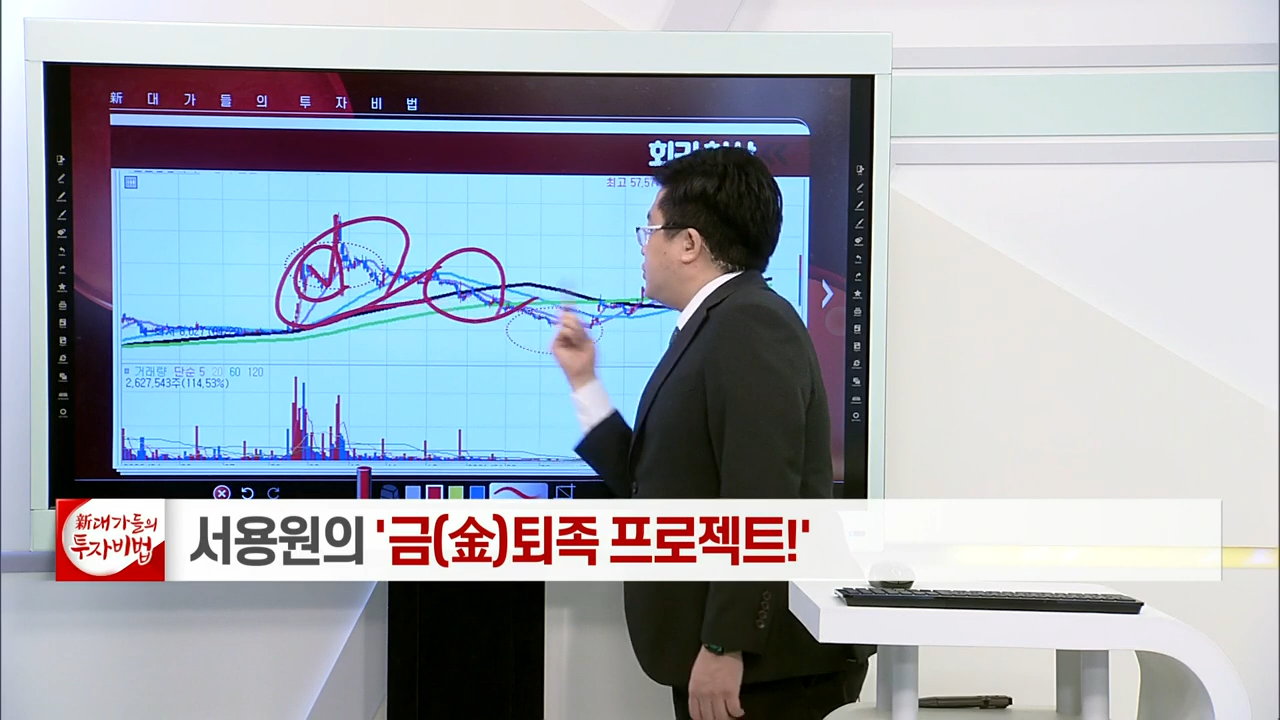 新 대 가 들 의 투 자 비 법
최고 57,57
거래량 단순 5 20 60 120
2,627,543주(114,53%)
新대가들의
투자비법
서용원의 '금(金)퇴족 프로젝트!'